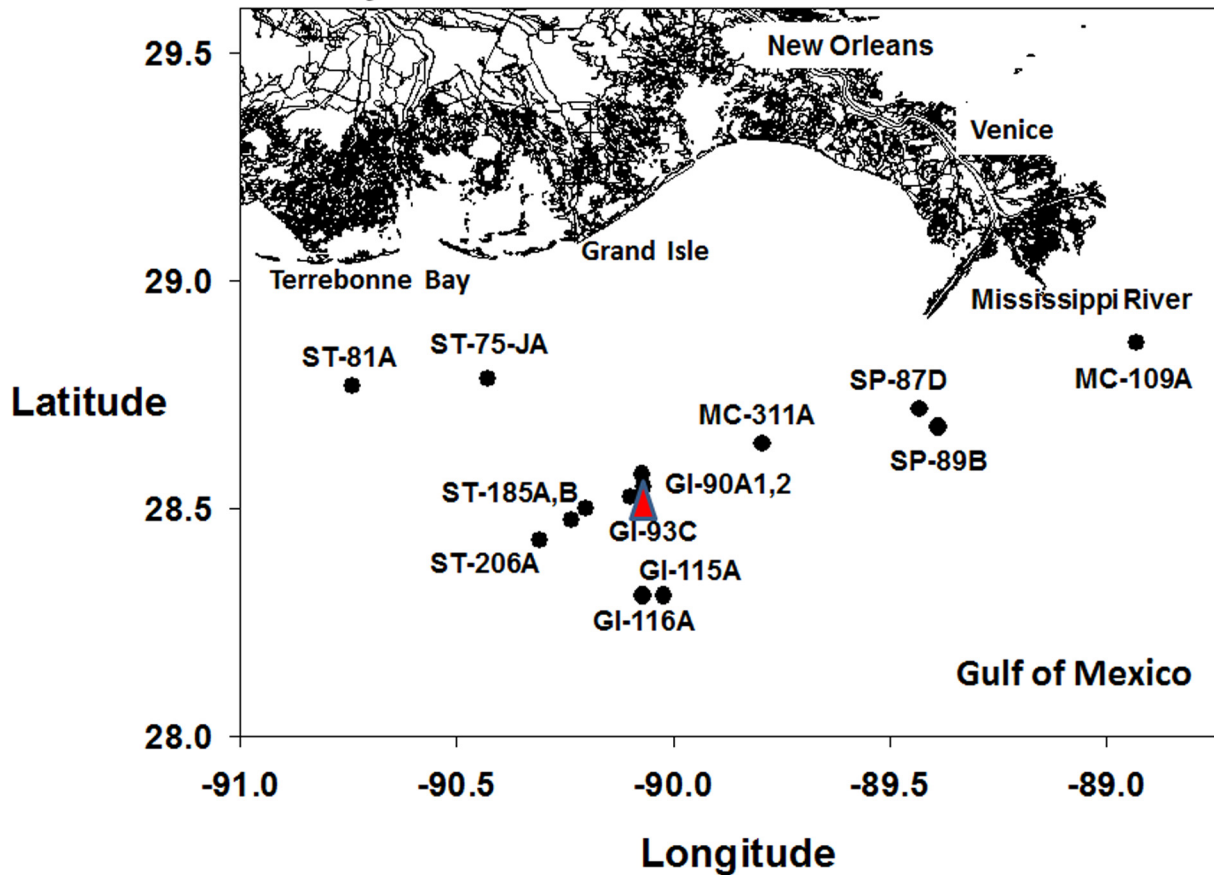 New Orleans
29.5
Venice
Grand Isle
29.0
Terrebonne Bay
Mississippi River
ST-75-JA
ST-81A
SP-87D
MC-109A
Latitude
MC-311A
SP-89B
GI-90A1,2
ST-185A,B
28.5
GI-93C
ST-206A
GI-115A
GI-116A
Gulf of Mexico
28.0
-91.0
-90.5
-90.0
-89.5
-89.0
Longitude